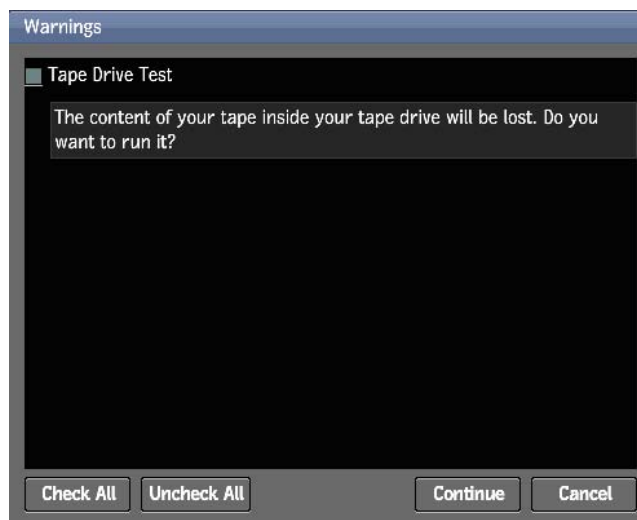 Warnings
Tape Drive Test
The content of your tape inside your tape drive will be lost. Do you
want to run it?
Check All
Uncheck All
Continue
Cancel